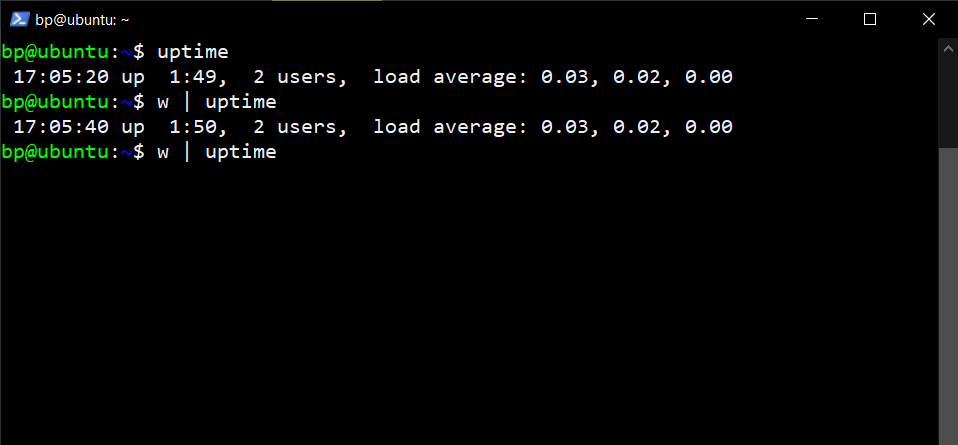 bp@ubuntu: ~
bp@ubuntu:~$ uptime
 17:05:20 up  1:49,  2 users,  load average: 0.03, 0.02, 0.00
bp@ubuntu:~$ w | uptime
 17:05:40 up  1:50,  2 users,  load average: 0.03, 0.02, 0.00
bp@ubuntu:~$ w | uptime